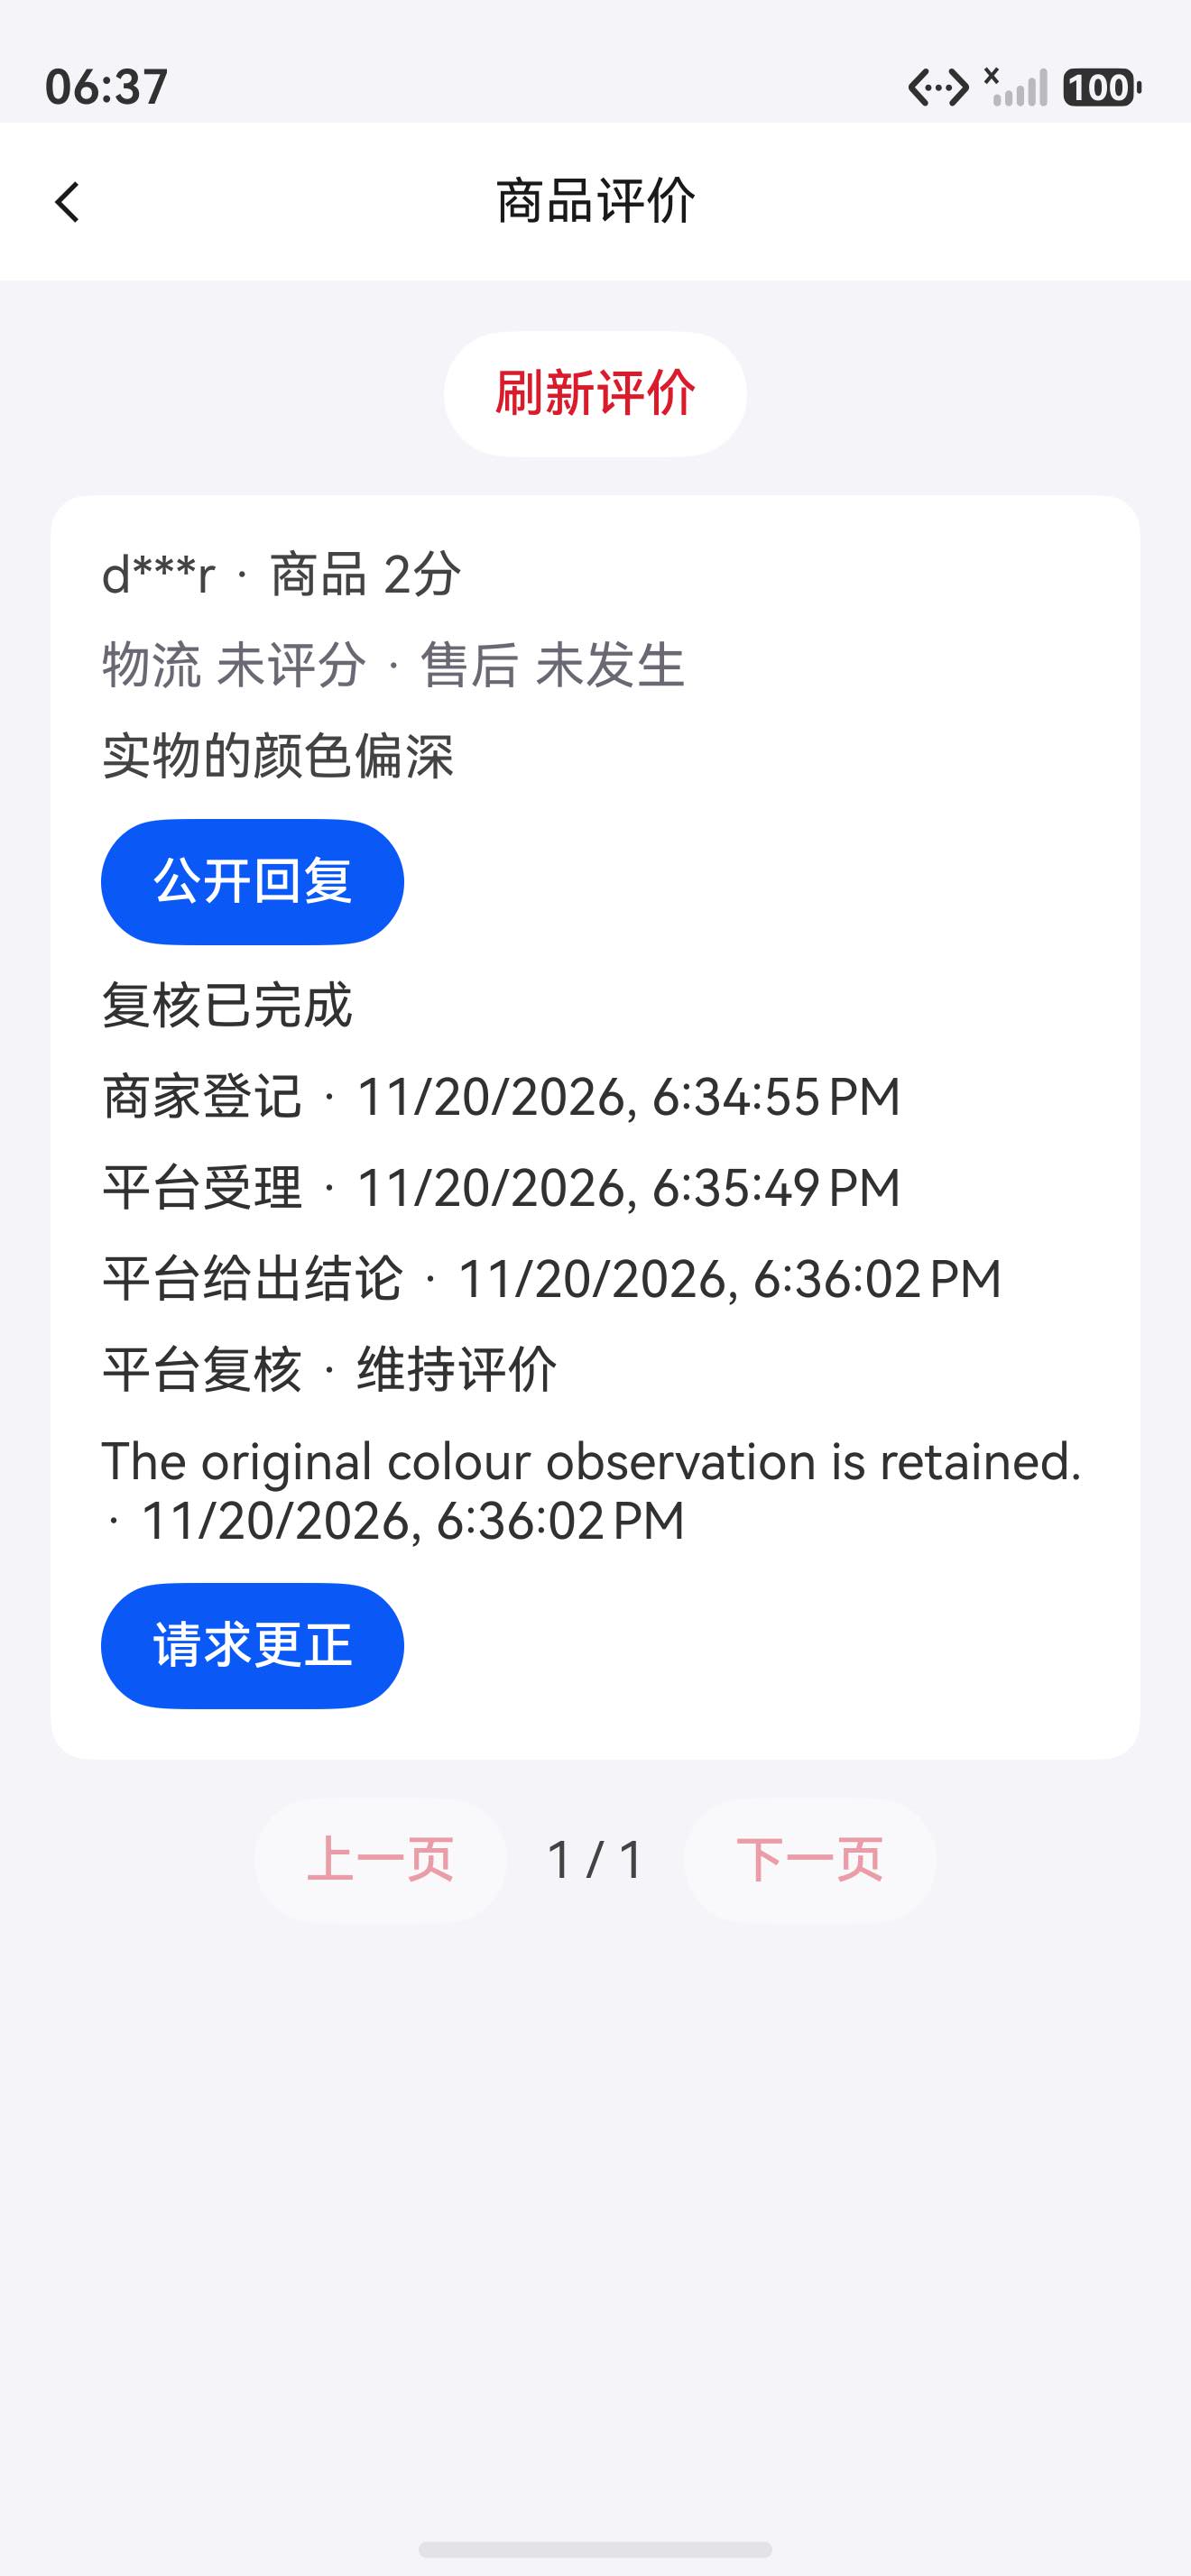 06:37
100
商品评价
刷新评价
d***r · 商品 2分
物流 未评分 · 售后 未发生
实物的颜色偏深
公开回复
复核已完成
商家登记 · 11/20/2026, 6:34:55 PM
平台受理 · 11/20/2026, 6:35:49 PM
平台给出结论 · 11/20/2026, 6:36:02 PM
平台复核 · 维持评价
The original colour observation is retained.
· 11/20/2026, 6:36:02 PM
请求更正
上一页 1 / 1 下一页